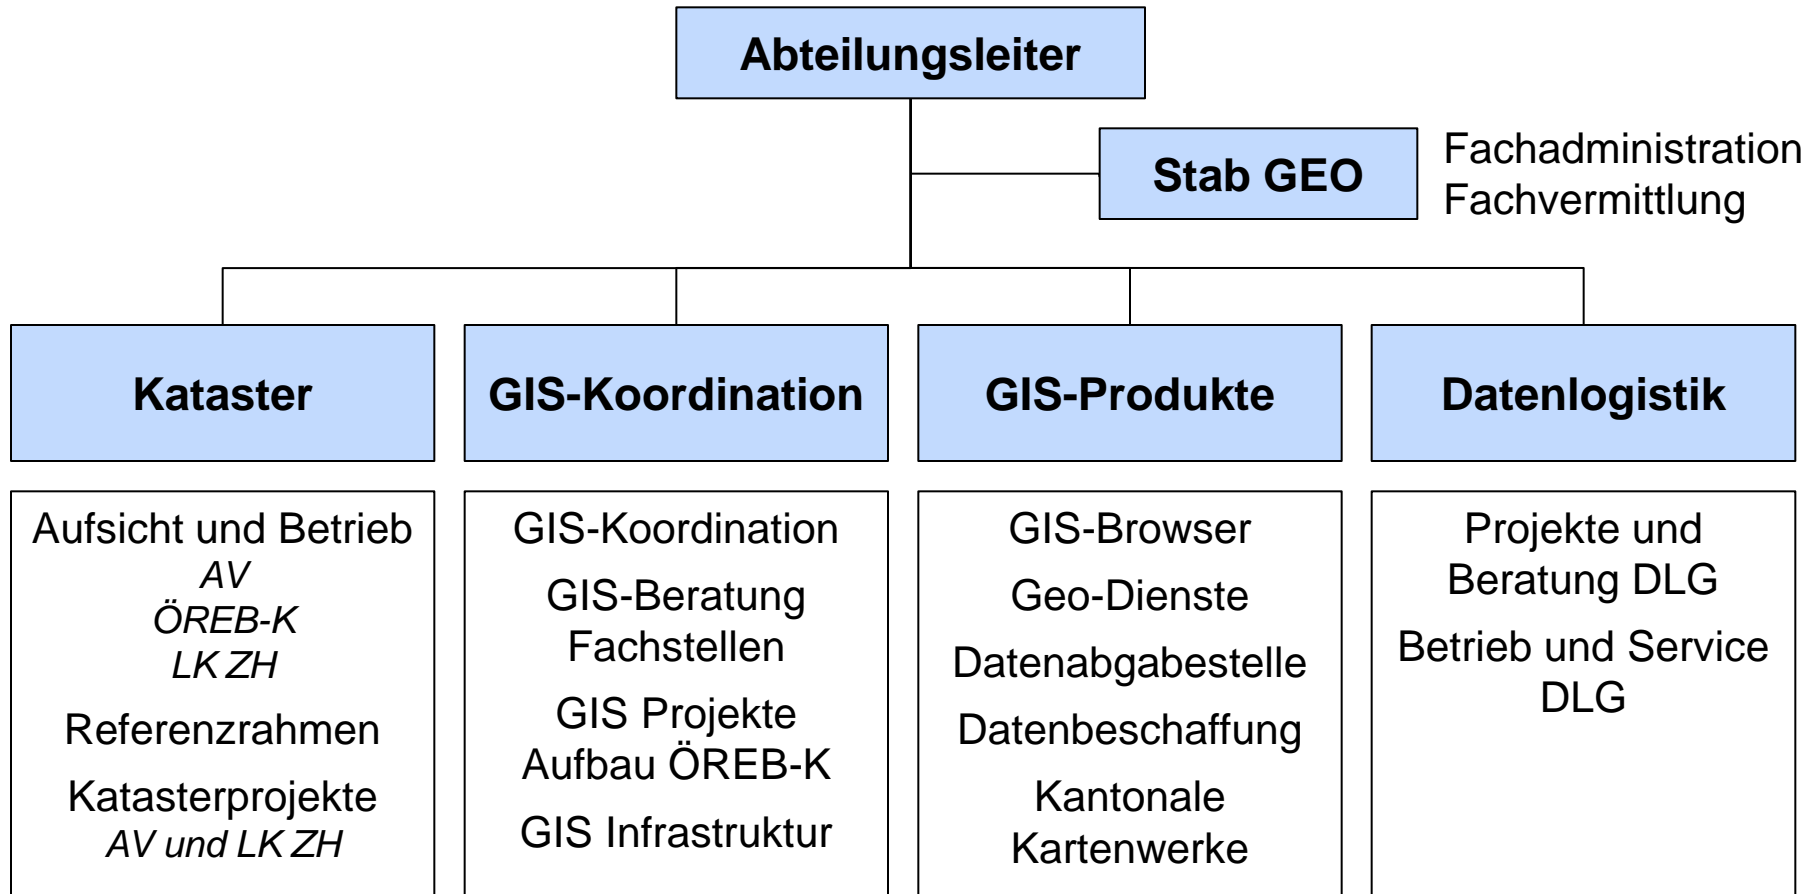 Abteilungsleiter
Stab GEO
Fachadministration
Fachvermittlung
Kataster
GIS-Koordination
GIS-Produkte
Datenlogistik
Aufsicht und Betrieb
AV
ÖREB-K
LK ZH
Referenzrahmen
Katasterprojekte
AV und LK ZH
GIS-Koordination
GIS-Beratung
Fachstellen
GIS Projekte
Aufbau ÖREB-K
GIS Infrastruktur
GIS-Browser
Geo-Dienste
Datenabgabestelle
Datenbeschaffung
Kantonale
Kartenwerke
Projekte und
Beratung DLG
Betrieb und Service
DLG